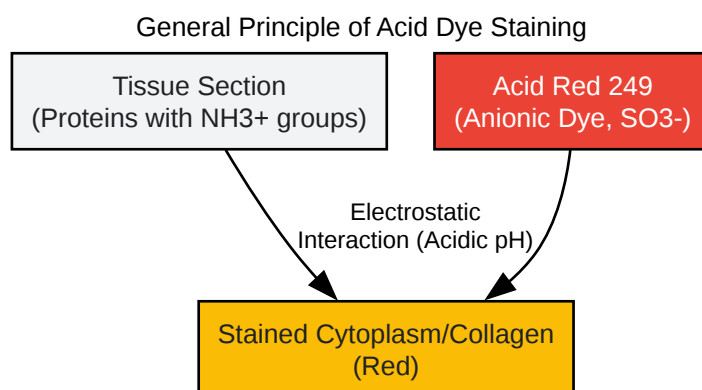 General Principle of Acid Dye Staining
Tissue Section
(Proteins with NH3+ groups)
Acid Red 249
(Anionic Dye, SO3-)
Electrostatic
Interaction (Acidic pH)
Stained Cytoplasm/Collagen
(Red)